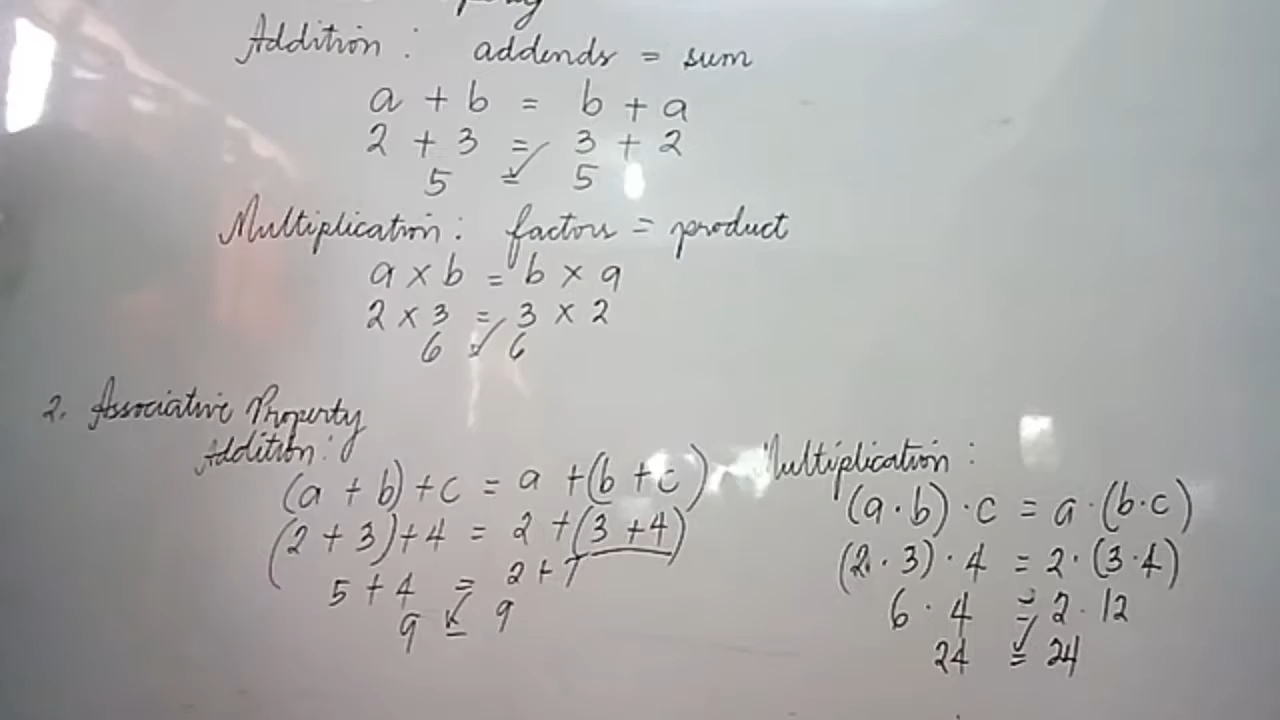 Addition : addends = sum
a + b = b + a
2 + 3 = 3 + 2
5 = 5
Multiplication : factors = product
a x b = b x a
2 x 3 = 3 x 2
6 = 6
2. Associative Property
Addition :
(a + b) + c = a + (b + c)
(2 + 3) + 4 = 2 + (3 + 4)
5 + 4 = 2 + 7
9 = 9
Multiplication :
(a · b) · c = a · (b · c)
(2 · 3) · 4 = 2 · (3 · 4)
6 · 4 = 2 · 12
24 = 24